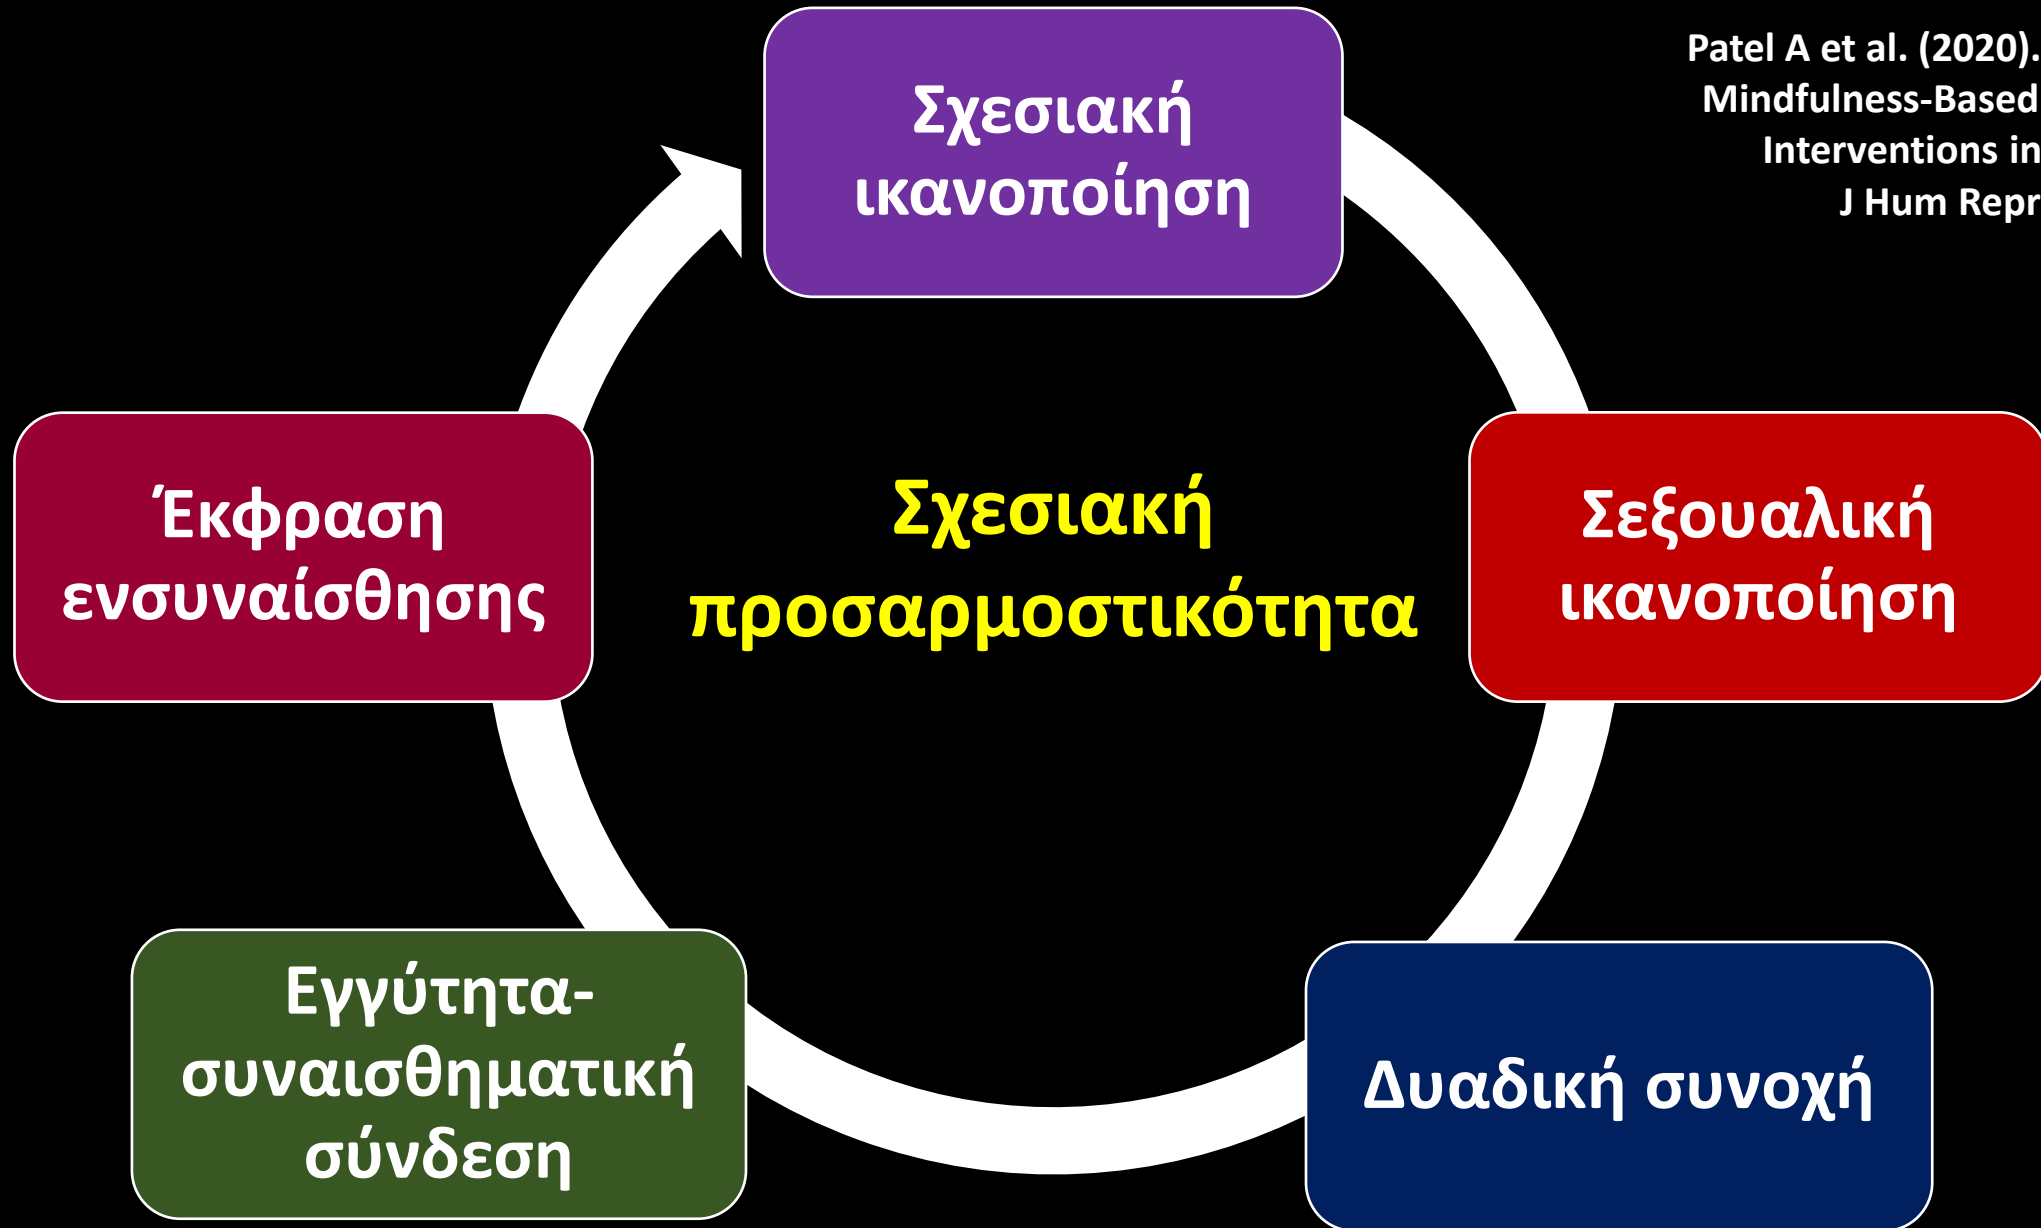 Σχεσιακή
ικανοποίηση
Patel A et al. (2020).
Mindfulness-Based
Interventions in
J Hum Repr
Έκφραση
ενσυναίσθησης
Σχεσιακή
προσαρμοστικότητα
Σεξουαλική
ικανοποίηση
Εγγύτητα-
συναισθηματική
σύνδεση
Δυαδική συνοχή